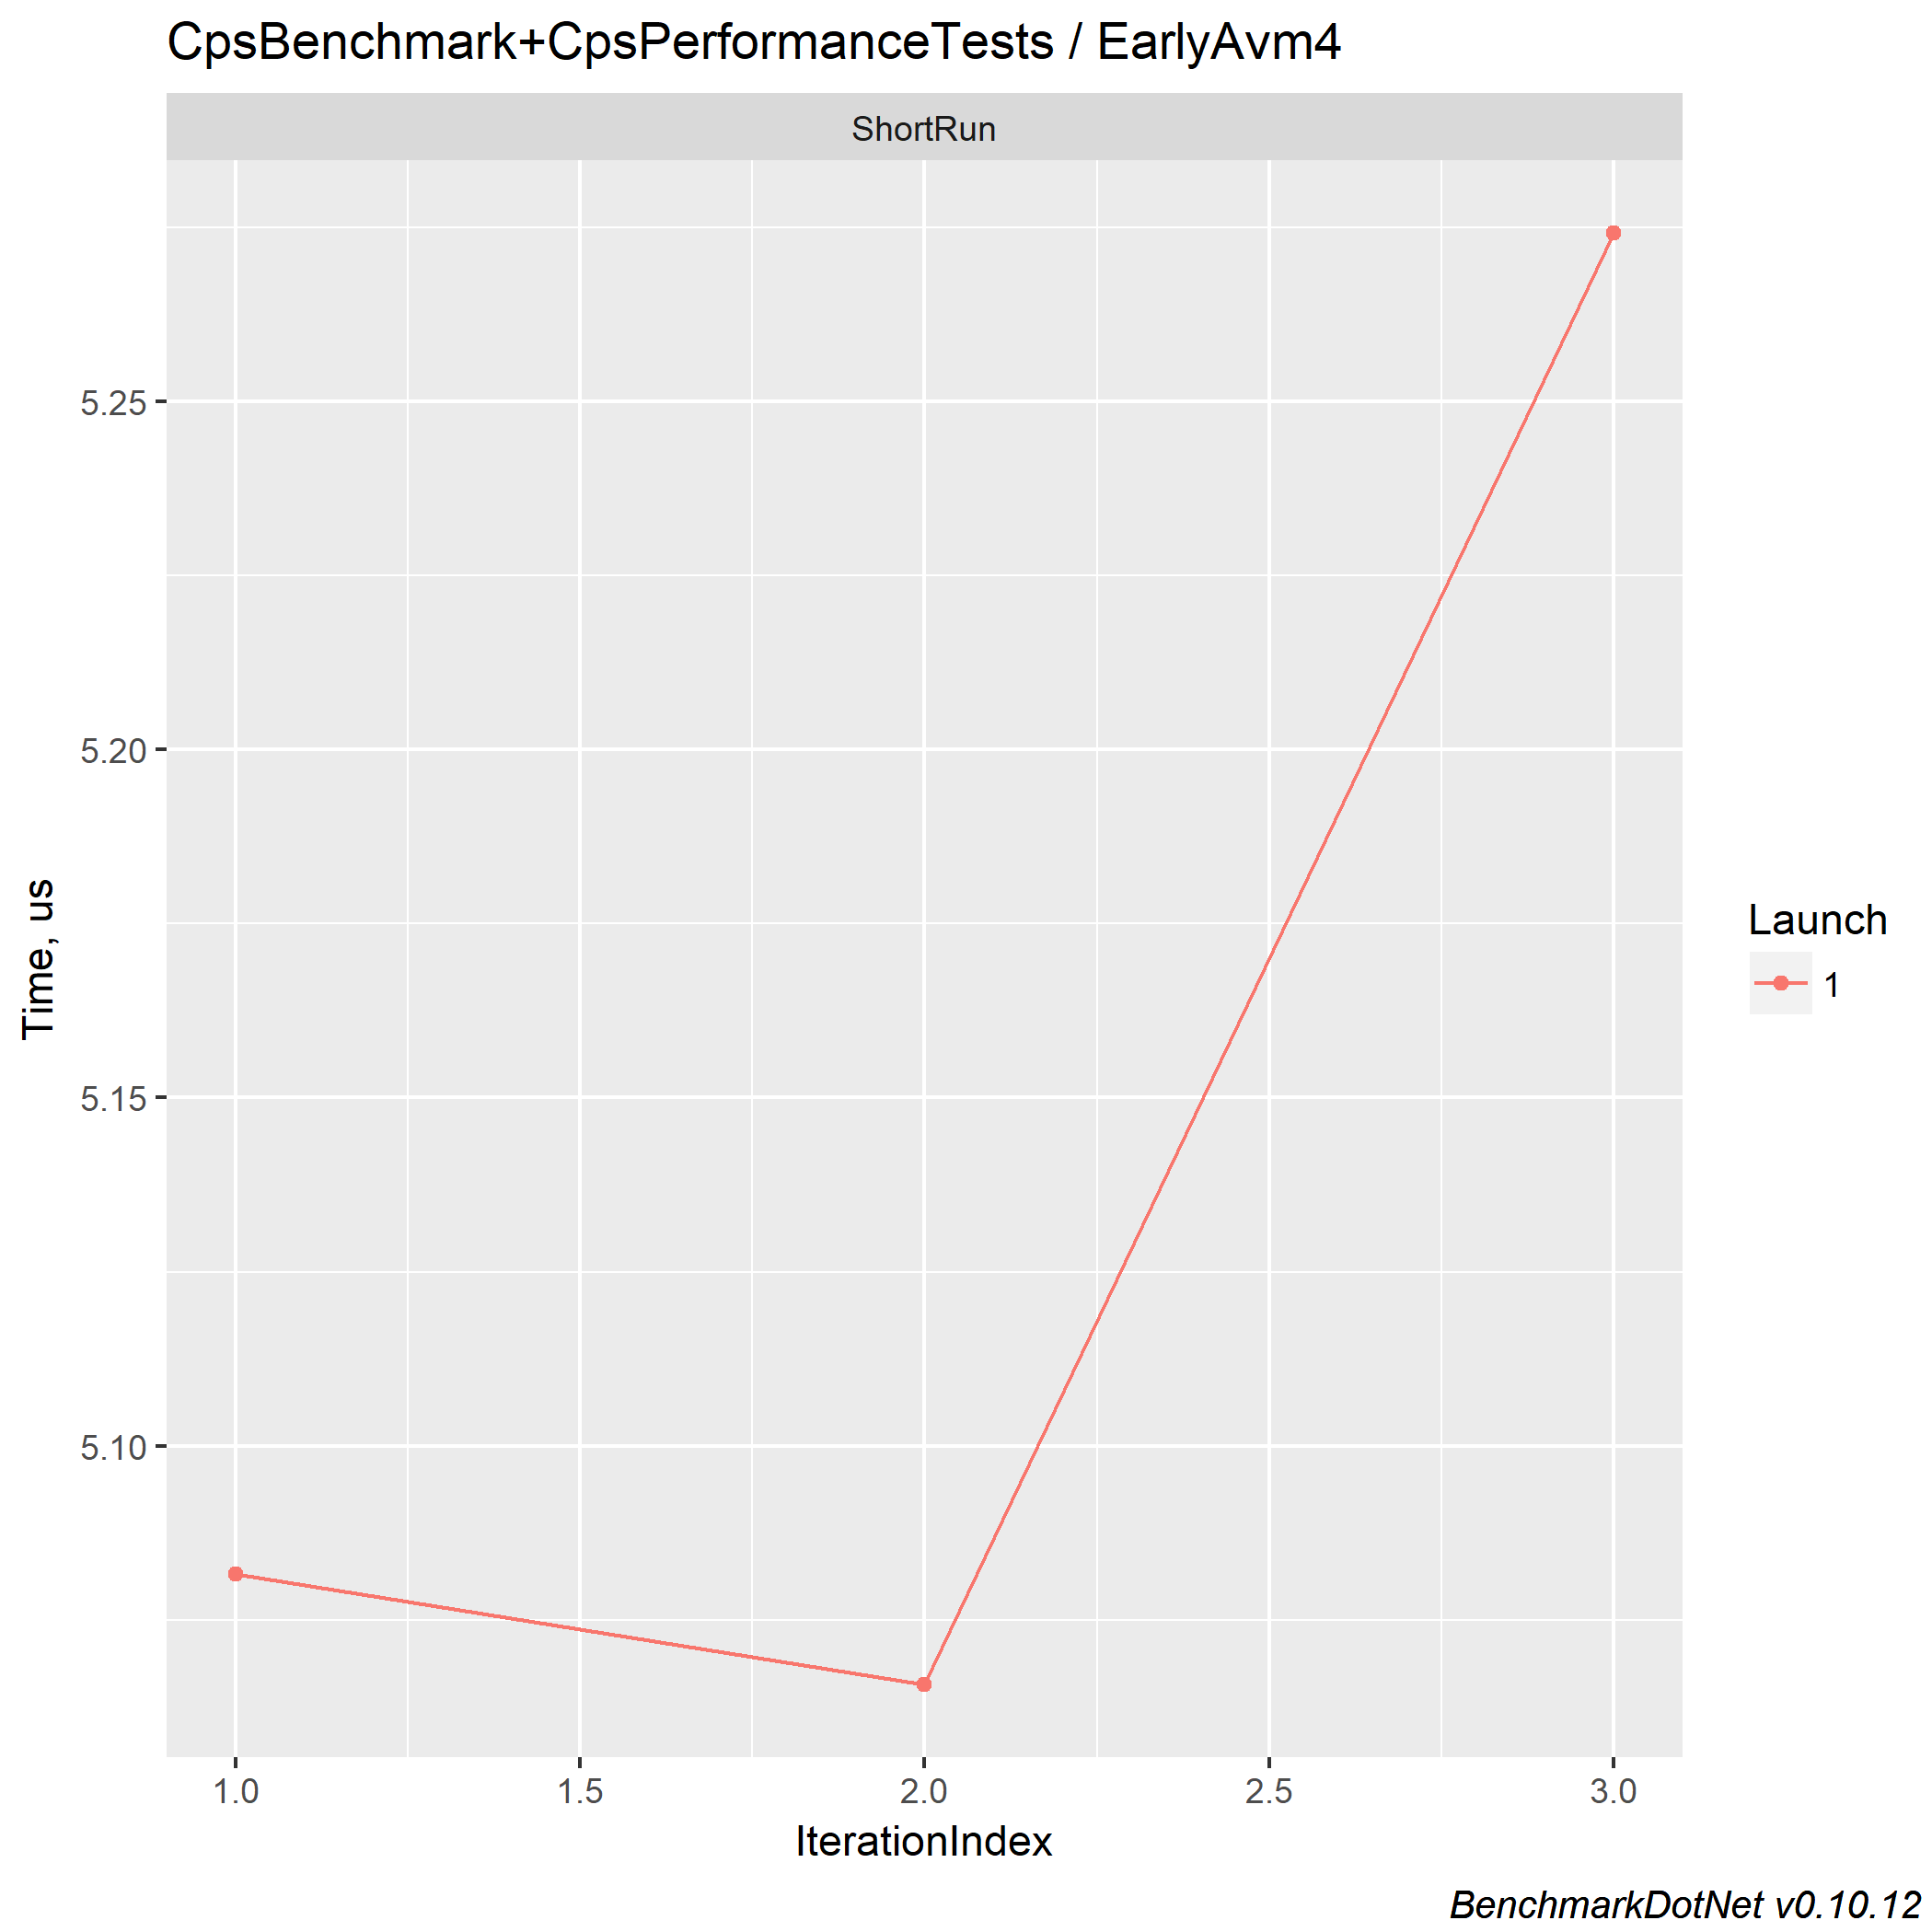 CpsBenchmark+CpsPerformanceTests / EarlyAvm4
ShortRun
5.25
5.20
5.15
5.10
Time, us
1.0 1.5 2.0 2.5 3.0
IterationIndex
Launch
1
BenchmarkDotNet v0.10.12